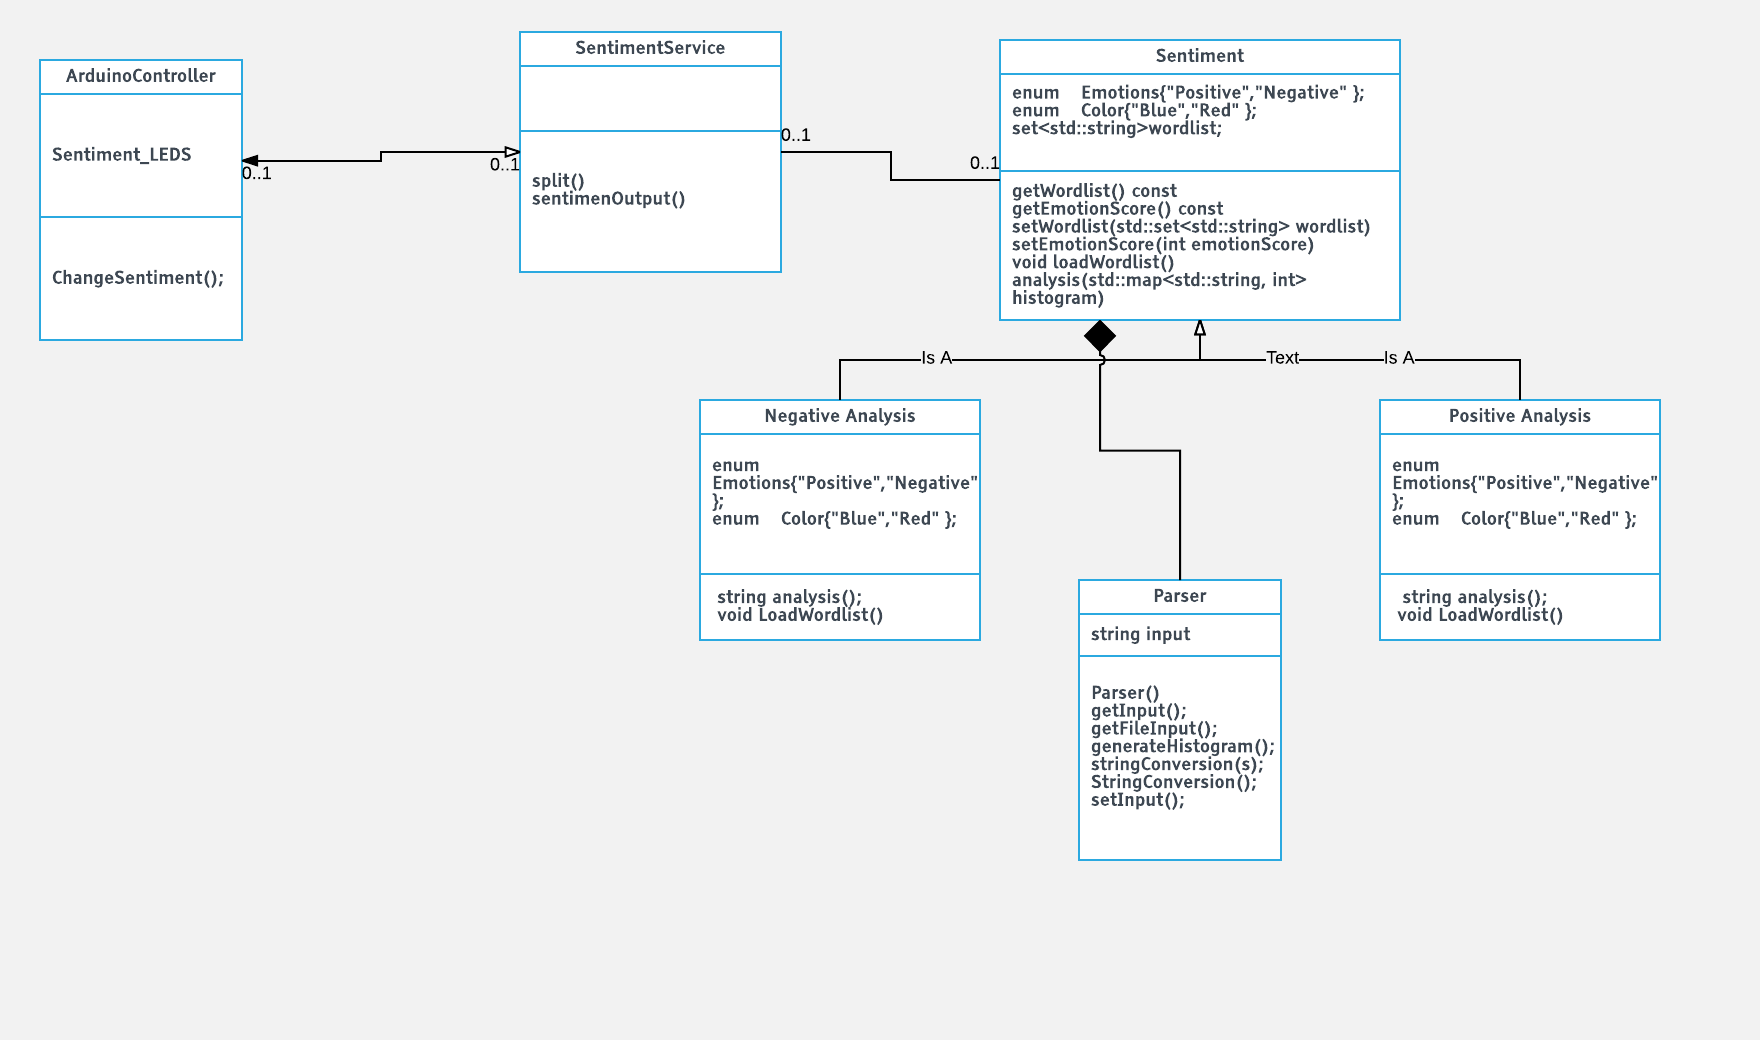 ArduinoController
Sentiment_LEDS
ChangeSentiment();
0..1
0..1
SentimentService
split()
sentimenOutput()
0..1
0..1
Sentiment
enum    Emotions{"Positive","Negative" };
enum    Color{"Blue","Red" };
set<std::string>wordlist;
getWordlist() const
getEmotionScore() const
setWordlist(std::set<std::string> wordlist)
setEmotionScore(int emotionScore)
void loadWordlist()
analysis(std::map<std::string, int>
histogram)
Is A
Text
Is A
Negative Analysis
enum
Emotions{"Positive","Negative"
};
enum    Color{"Blue","Red" };
string analysis();
void LoadWordlist()
Parser
string input
Parser()
getInput();
getFileInput();
generateHistogram();
stringConversion(s);
StringConversion();
setInput();
Positive Analysis
enum
Emotions{"Positive","Negative"
};
enum    Color{"Blue","Red" };
string analysis();
void LoadWordlist()